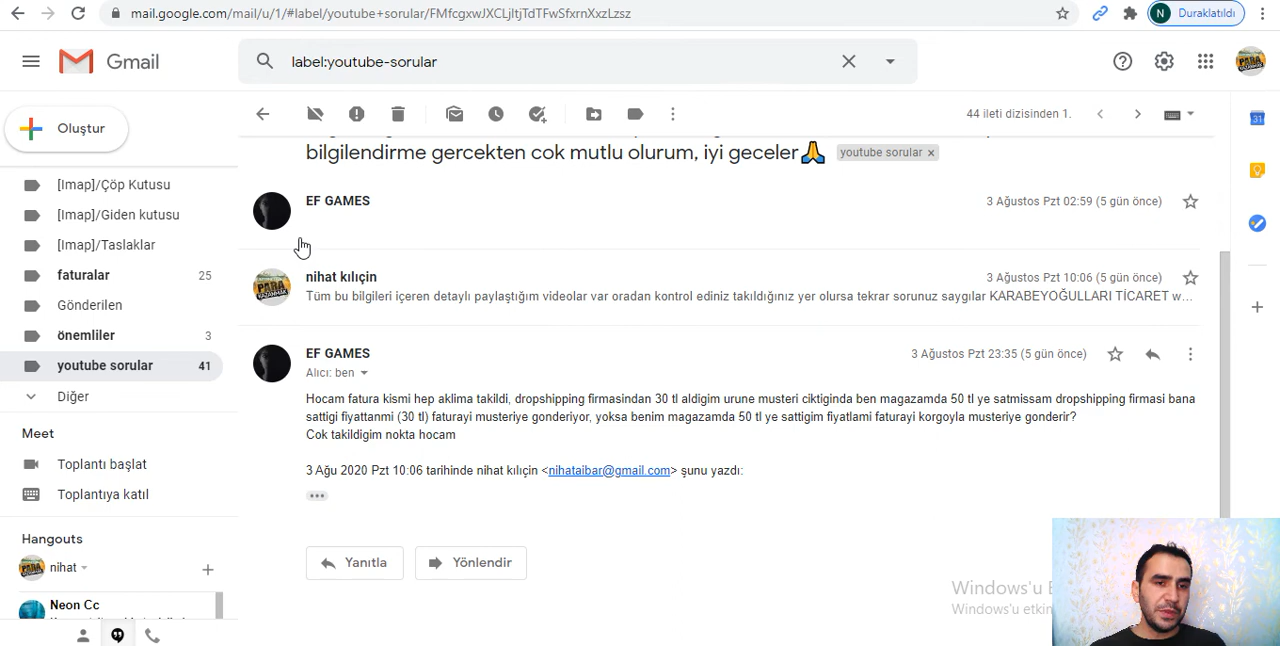 mail.google.com/mail/u/1/#label/youtube+sorular/FMfcgxwJXCLjltjTdTFwSfxrnXxzLzsz
N
Duraklatıldı
Gmail
label:youtube-sorular
PARA
Oluştur
44 ileti dizisinden 1.
31
bilgilendirme gercekten cok mutlu olurum, iyi geceler🙏 youtube sorular ×
[Imap]/Çöp Kutusu
[Imap]/Giden kutusu
[Imap]/Taslaklar
faturalar 25
Gönderilen
önemliler 3
youtube sorular 41
Diğer
Meet
Toplantı başlat
Toplantıya katıl
Hangouts
nihat
Neon Cc
EF GAMES
3 Ağustos Pzt 02:59 (5 gün önce)
PARA
KAZANMAK
nihat kılıçin
3 Ağustos Pzt 10:06 (5 gün önce)
Tüm bu bilgileri içeren detaylı paylaştığım videolar var oradan kontrol ediniz takıldığınız yer olursa tekrar sorunuz saygılar KARABEYOĞULLARI TİCARET w...
EF GAMES
3 Ağustos Pzt 23:35 (5 gün önce)
Alıcı: ben
Hocam fatura kismi hep aklima takildi, dropshipping firmasindan 30 tl aldigim urune musteri ciktiginda ben magazamda 50 tl ye satmissam dropshipping firmasi bana
sattigi fiyattanmi (30 tl) faturayi musteriye gonderiyor, yoksa benim magazamda 50 tl ye sattigim fiyatlami faturayi korgoyla musteriye gonderir?
Cok takildigim nokta hocam
3 Ağu 2020 Pzt 10:06 tarihinde nihat kılıçin <nihataibar@gmail.com> şunu yazdı:
Yanıtla
Yönlendir
Windows'u
Windows'u etkin